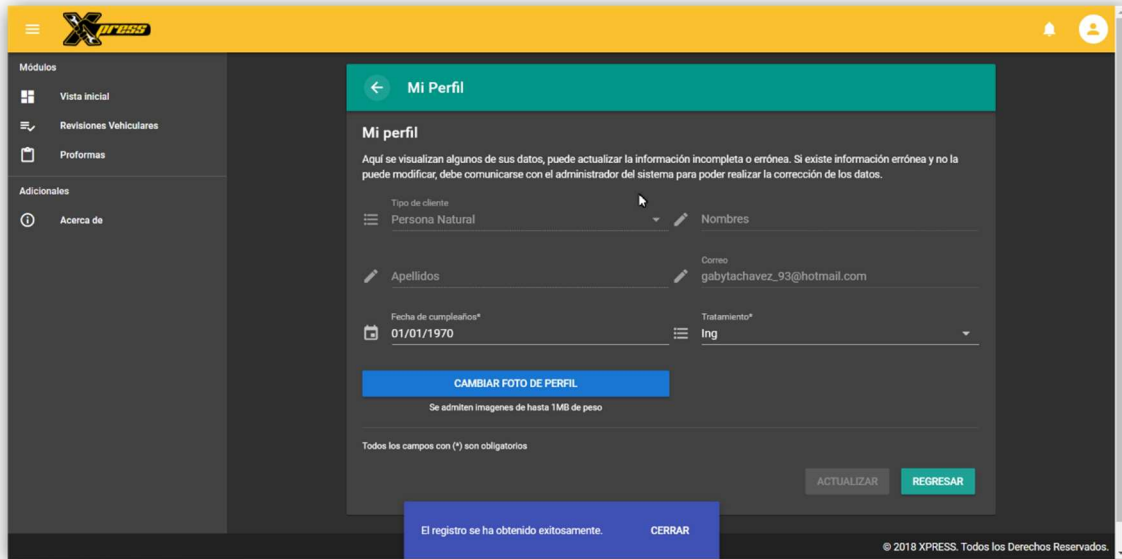 Xpress
Módulos
Vista inicial
Revisiones Vehiculares
Proformas
Adicionales
Acerca de
Mi Perfil
Mi perfil
Aquí se visualizan algunos de sus datos, puede actualizar la información incompleta o errónea. Si existe información errónea y no la
puede modificar, debe comunicarse con el administrador del sistema para poder realizar la corrección de los datos.
Tipo de cliente
Persona Natural
Nombres
Apellidos
Correo
gabytachavez_93@hotmail.com
Fecha de cumpleaños*
01/01/1970
Tratamiento*
Ing
CAMBIAR FOTO DE PERFIL
Se admiten imagenes de hasta 1MB de peso
Todos los campos con (*) son obligatorios
ACTUALIZAR
REGRESAR
El registro se ha obtenido exitosamente.
CERRAR
© 2018 XPRESS. Todos los Derechos Reservados.